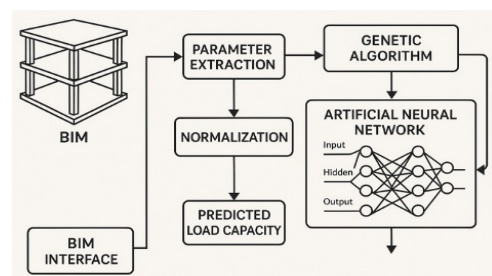 BIM
BIM
INTERFACE
PARAMETER
EXTRACTION
NORMALIZATION
PREDICTED
LOAD CAPACITY
GENETIC
ALGORITHM
ARTIFICIAL NEURAL
NETWORK
Input
Hidden
Output